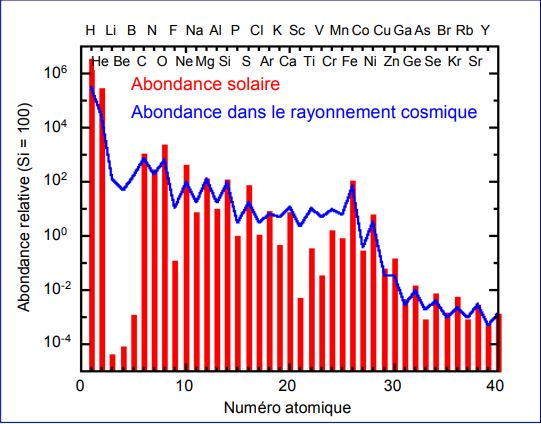 H Li B N F Na Al P Cl K Sc V Mn Co Cu Ga As Br Rb Y
He Be C O Ne Mg Si S Ar Ca Ti Cr Fe Ni Zn Ge Se Kr Sr
Abondance solaire
Abondance dans le rayonnement cosmique
Abondance relative (Si = 100)
10^6
10^4
10^2
10^0
10^-2
10^-4
0 10 20 30 40
Numéro atomique